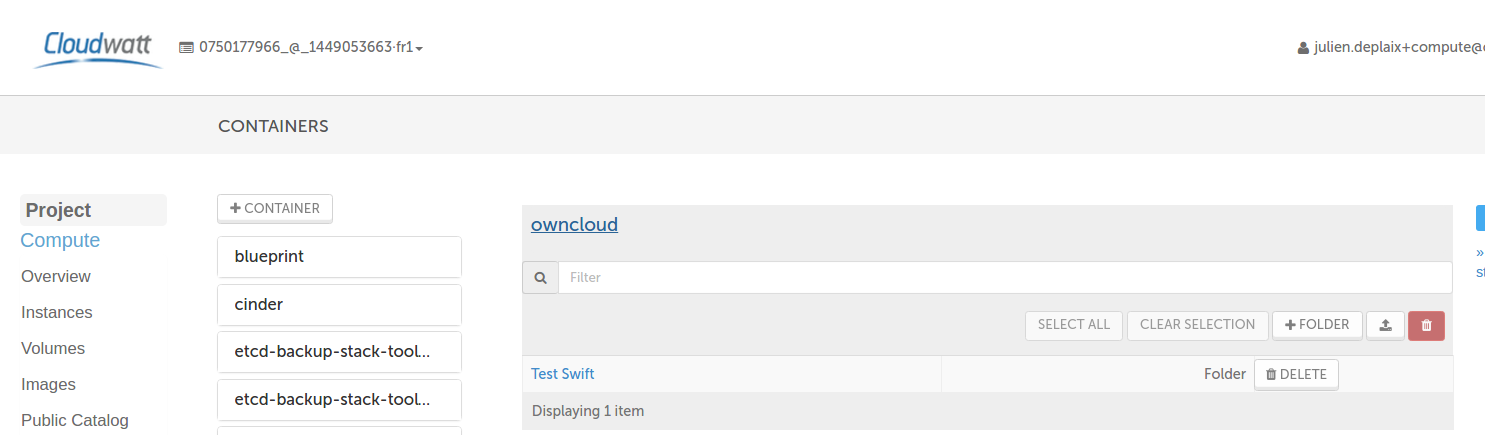 Cloudwatt
0750177966_@_1449053663-fr1
julien.deplaix+compute@
CONTAINERS
Project
Compute
Overview
Instances
Volumes
Images
Public Catalog
CONTAINER
blueprint
cinder
etcd-backup-stack-tool...
etcd-backup-stack-tool...
owncloud
Filter
SELECT ALL
CLEAR SELECTION
FOLDER
Test Swift
Folder
DELETE
Displaying 1 item
»